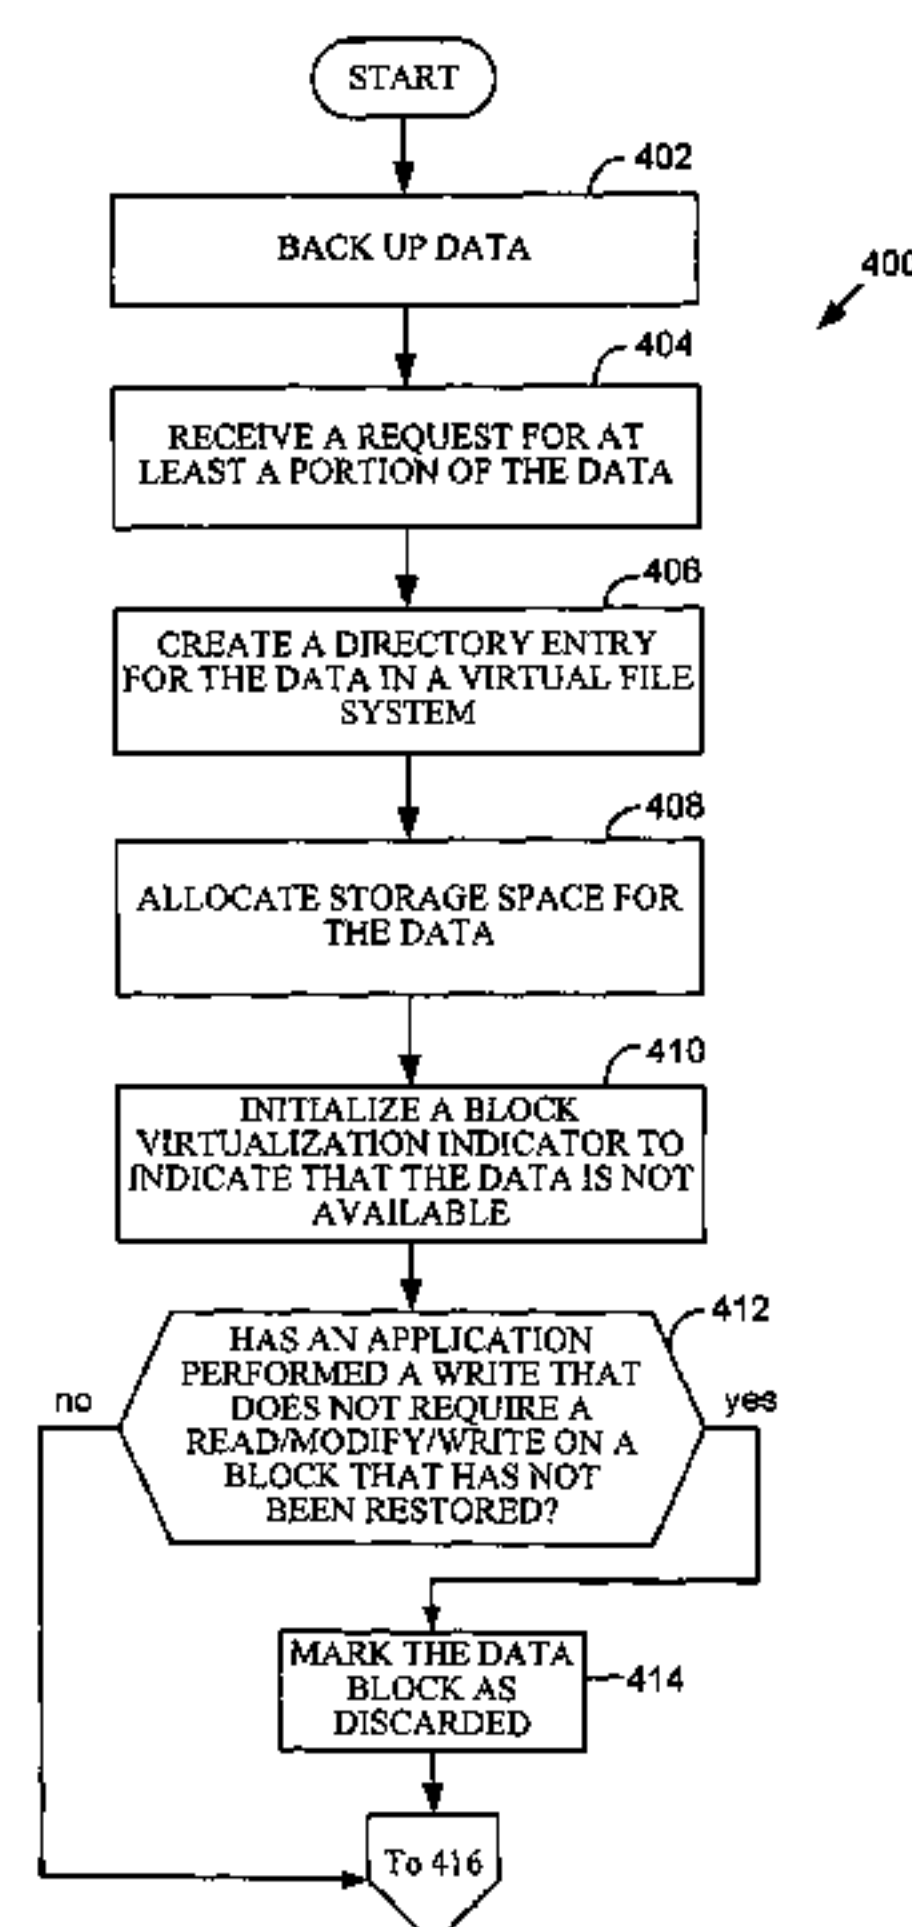 START
402
BACK UP DATA
400
404
RECEIVE A REQUEST FOR AT
LEAST A PORTION OF THE DATA
406
CREATE A DIRECTORY ENTRY
FOR THE DATA IN A VIRTUAL FILE
SYSTEM
408
ALLOCATE STORAGE SPACE FOR
THE DATA
410
INITIALIZE A BLOCK
VIRTUALIZATION INDICATOR TO
INDICATE THAT THE DATA IS NOT
AVAILABLE
412
HAS AN APPLICATION
PERFORMED A WRITE THAT
DOES NOT REQUIRE A
READ/MODIFY/WRITE ON A
BLOCK THAT HAS NOT
BEEN RESTORED?
no
yes
MARK THE DATA
BLOCK AS
DISCARDED
414
To 416